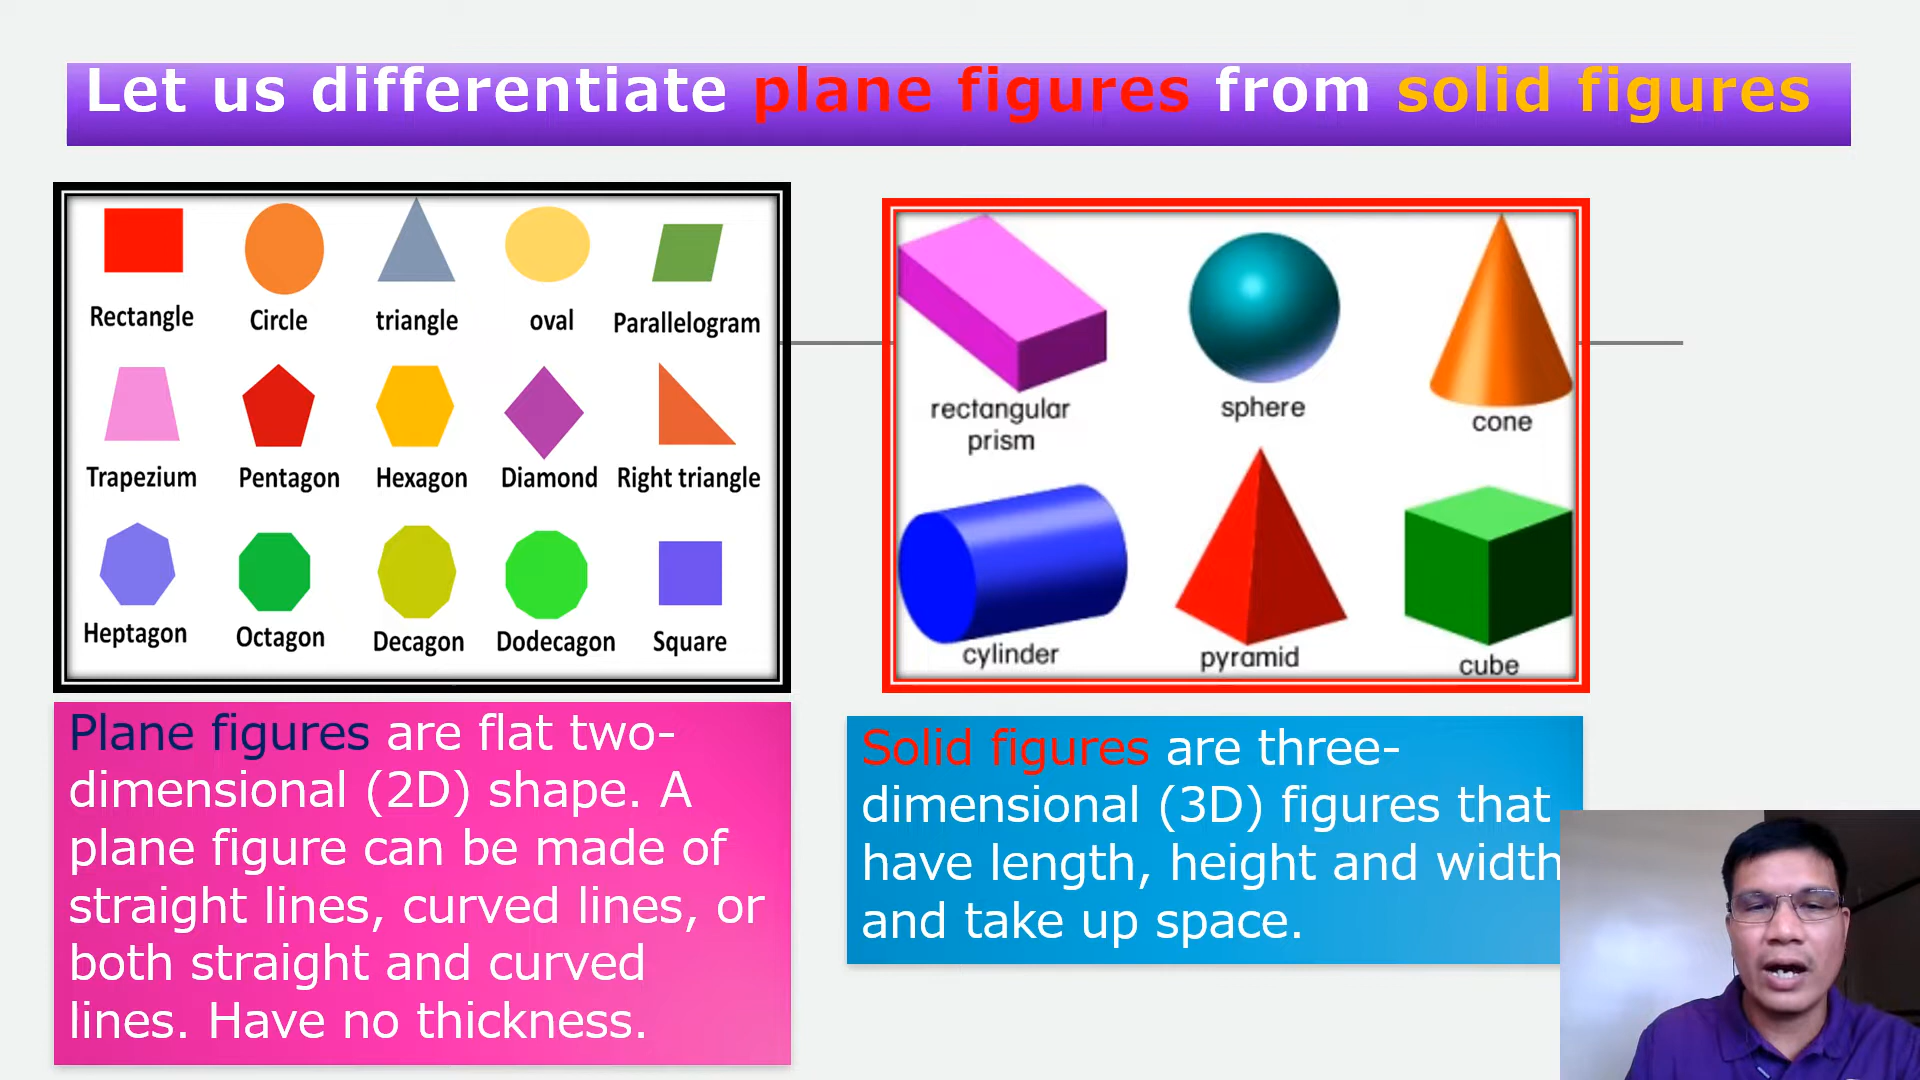 Let us differentiate plane figures from solid figures
Rectangle Circle triangle oval Parallelogram
Trapezium Pentagon Hexagon Diamond Right triangle
Heptagon Octagon Decagon Dodecagon Square
rectangular
prism
sphere
cone
cylinder
pyramid
cube
Plane figures are flat two-
dimensional (2D) shape. A
plane figure can be made of
straight lines, curved lines, or
both straight and curved
lines. Have no thickness.
Solid figures are three-
dimensional (3D) figures that
have length, height and width
and take up space.